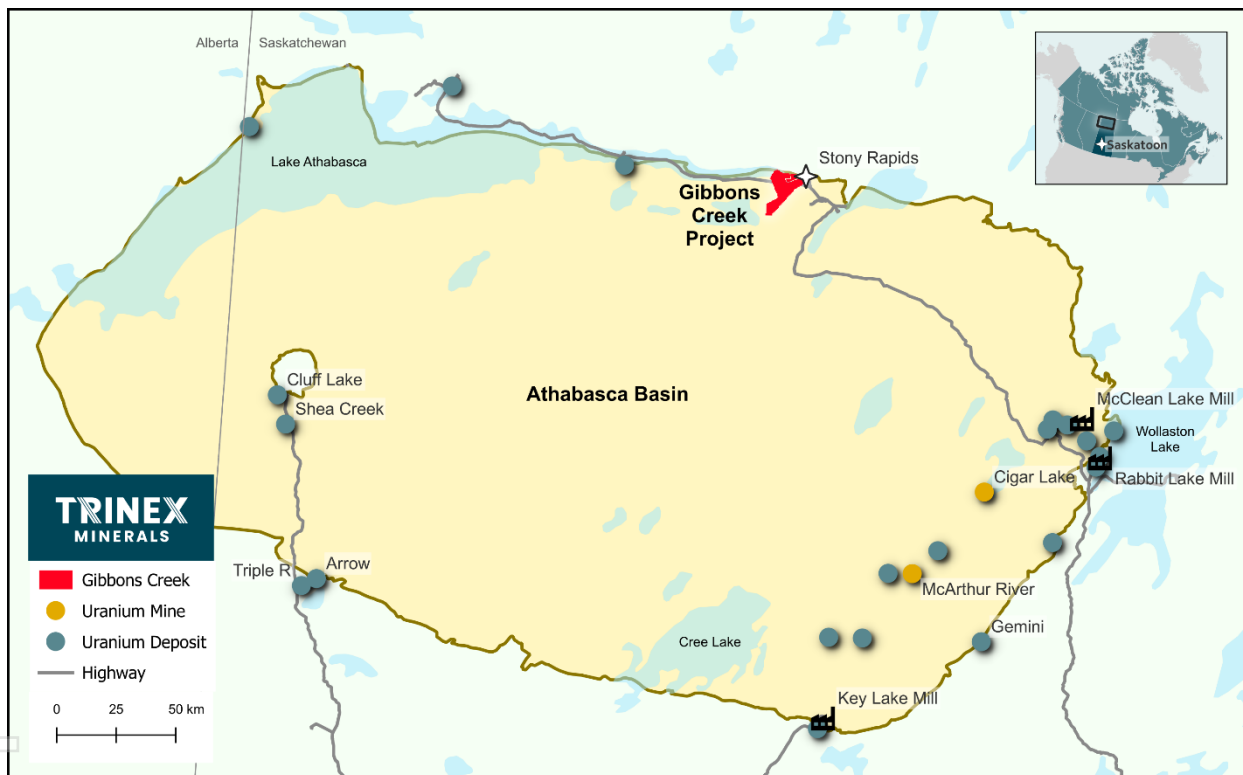 Alberta
Saskatchewan
Saskatoon
Lake Athabasca
Stony Rapids
Gibbons
Creek
Project
Cluff Lake
Shea Creek
Athabasca Basin
McClean Lake Mill
Wollaston
Lake
Cigar Lake
Rabbit Lake Mill
Triple R
Arrow
McArthur River
Gemini
Cree Lake
Key Lake Mill
TRINEX
MINERALS
Gibbons Creek
Uranium Mine
Uranium Deposit
Highway
0 25 50 km